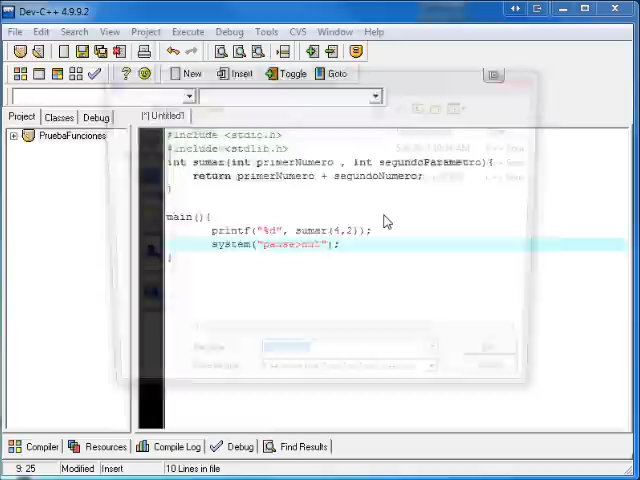 Dev-C++ 4.9.9.2
File Edit Search View Project Execute Debug Tools CVS Window Help
New Insert Toggle Goto
Project Classes Debug [*] Untitled1
PruebaFunciones
#include <stdio.h>
#include <stdlib.h>
int sumar(int primerNumero , int segundoParametro){
return primerNumero + segundoNumero;
}
main(){
printf("%d", sumar(4,2));
system("pause>nul");
}
Compiler Resources Compile Log Debug Find Results
9: 25 Modified Insert 10 Lines in file